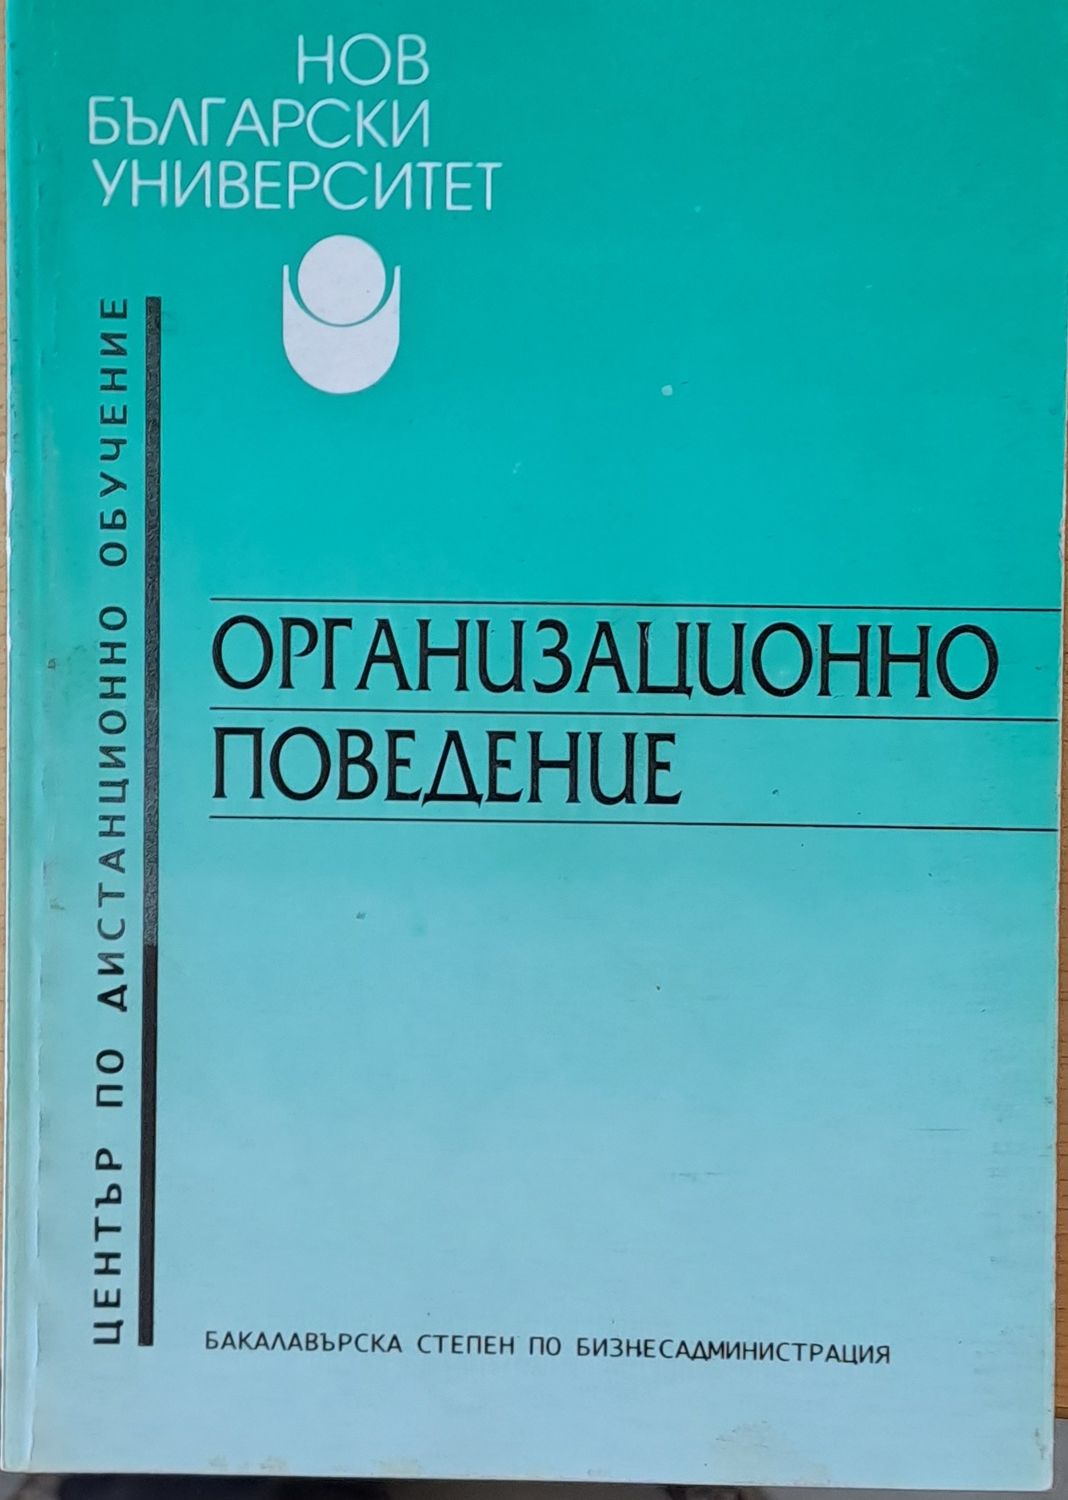 НОВ
БЪЛГАРСКИ
УНИВЕРСИТЕТ
ЦЕНТЪР ПО ДИСТАНЦИОННО ОБУЧЕНИЕ
ОРГАНИЗАЦИОННО
ПОВЕДЕНИЕ
БАКАЛАВЪРСКА СТЕПЕН ПО БИЗНЕСАДМИНИСТРАЦИЯ